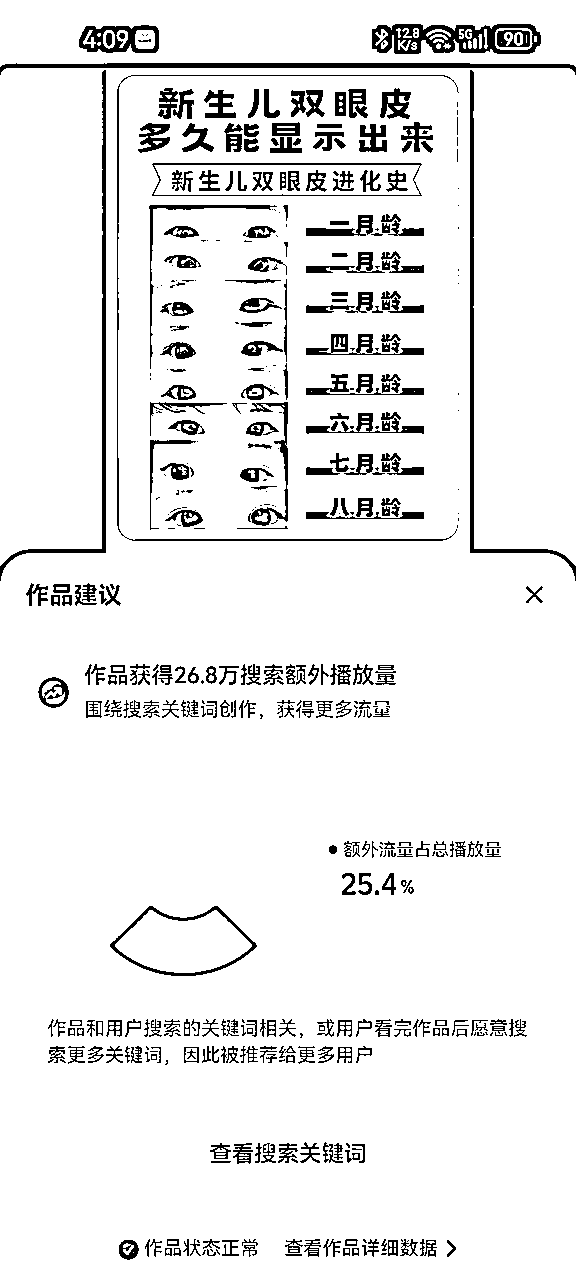 4:09
12.8 K/s 5G 90
新生儿双眼皮
多久能显示出来
新生儿双眼皮进化史
一月龄
二月龄
三月龄
四月龄
五月龄
六月龄
七月龄
八月龄
作品建议
作品获得26.8万搜索额外播放量
围绕搜索关键词创作，获得更多流量
额外流量占总播放量
25.4%
作品和用户搜索的关键词相关，或用户看完作品后愿意搜
索更多关键词，因此被推荐给更多用户
查看搜索关键词
作品状态正常 查看作品详细数据